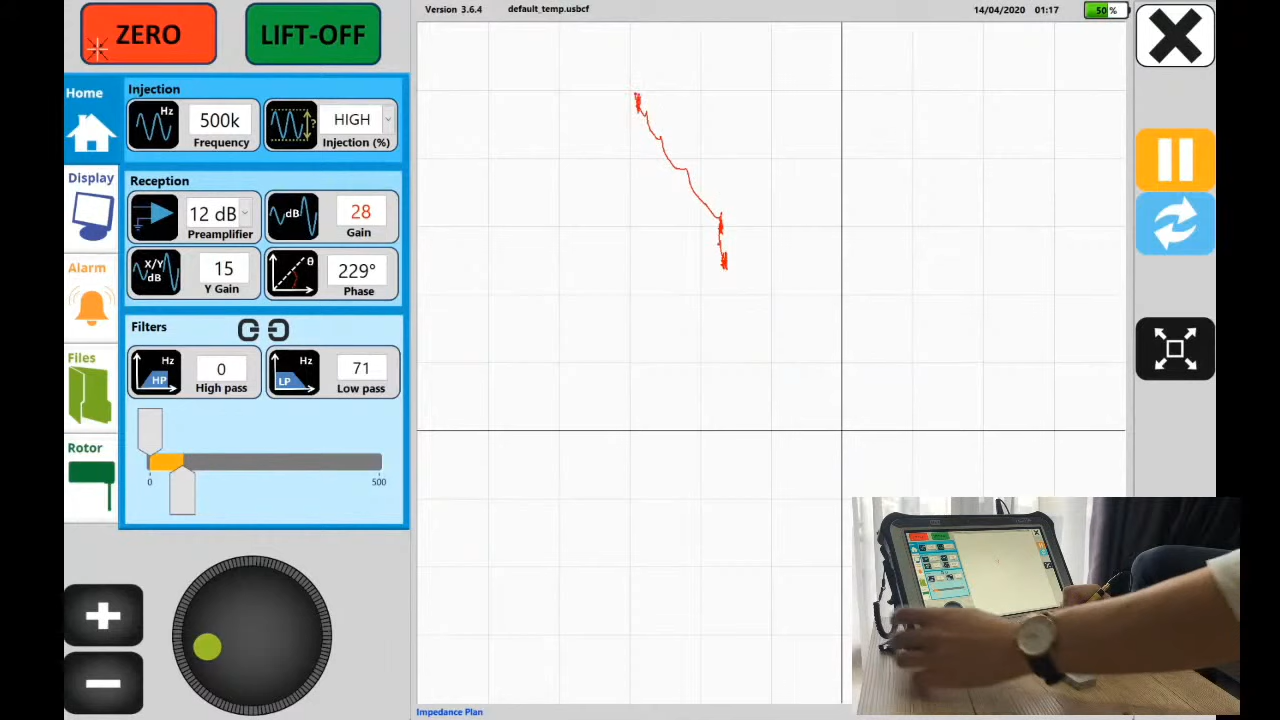 ZERO
LIFT-OFF
Version 3.6.4
default_temp.usbcf
14/04/2020 01:17
50 %
Home
Injection
Hz
500k
Frequency
?
HIGH
Injection (%)
Display
Reception
12 dB
Preamplifier
dB
28
Gain
X/Y
dB
15
Y Gain
θ
229°
Phase
Alarm
Filters
Hz
HP
0
High pass
Hz
LP
71
Low pass
Files
Rotor
0
500
Impedance Plan